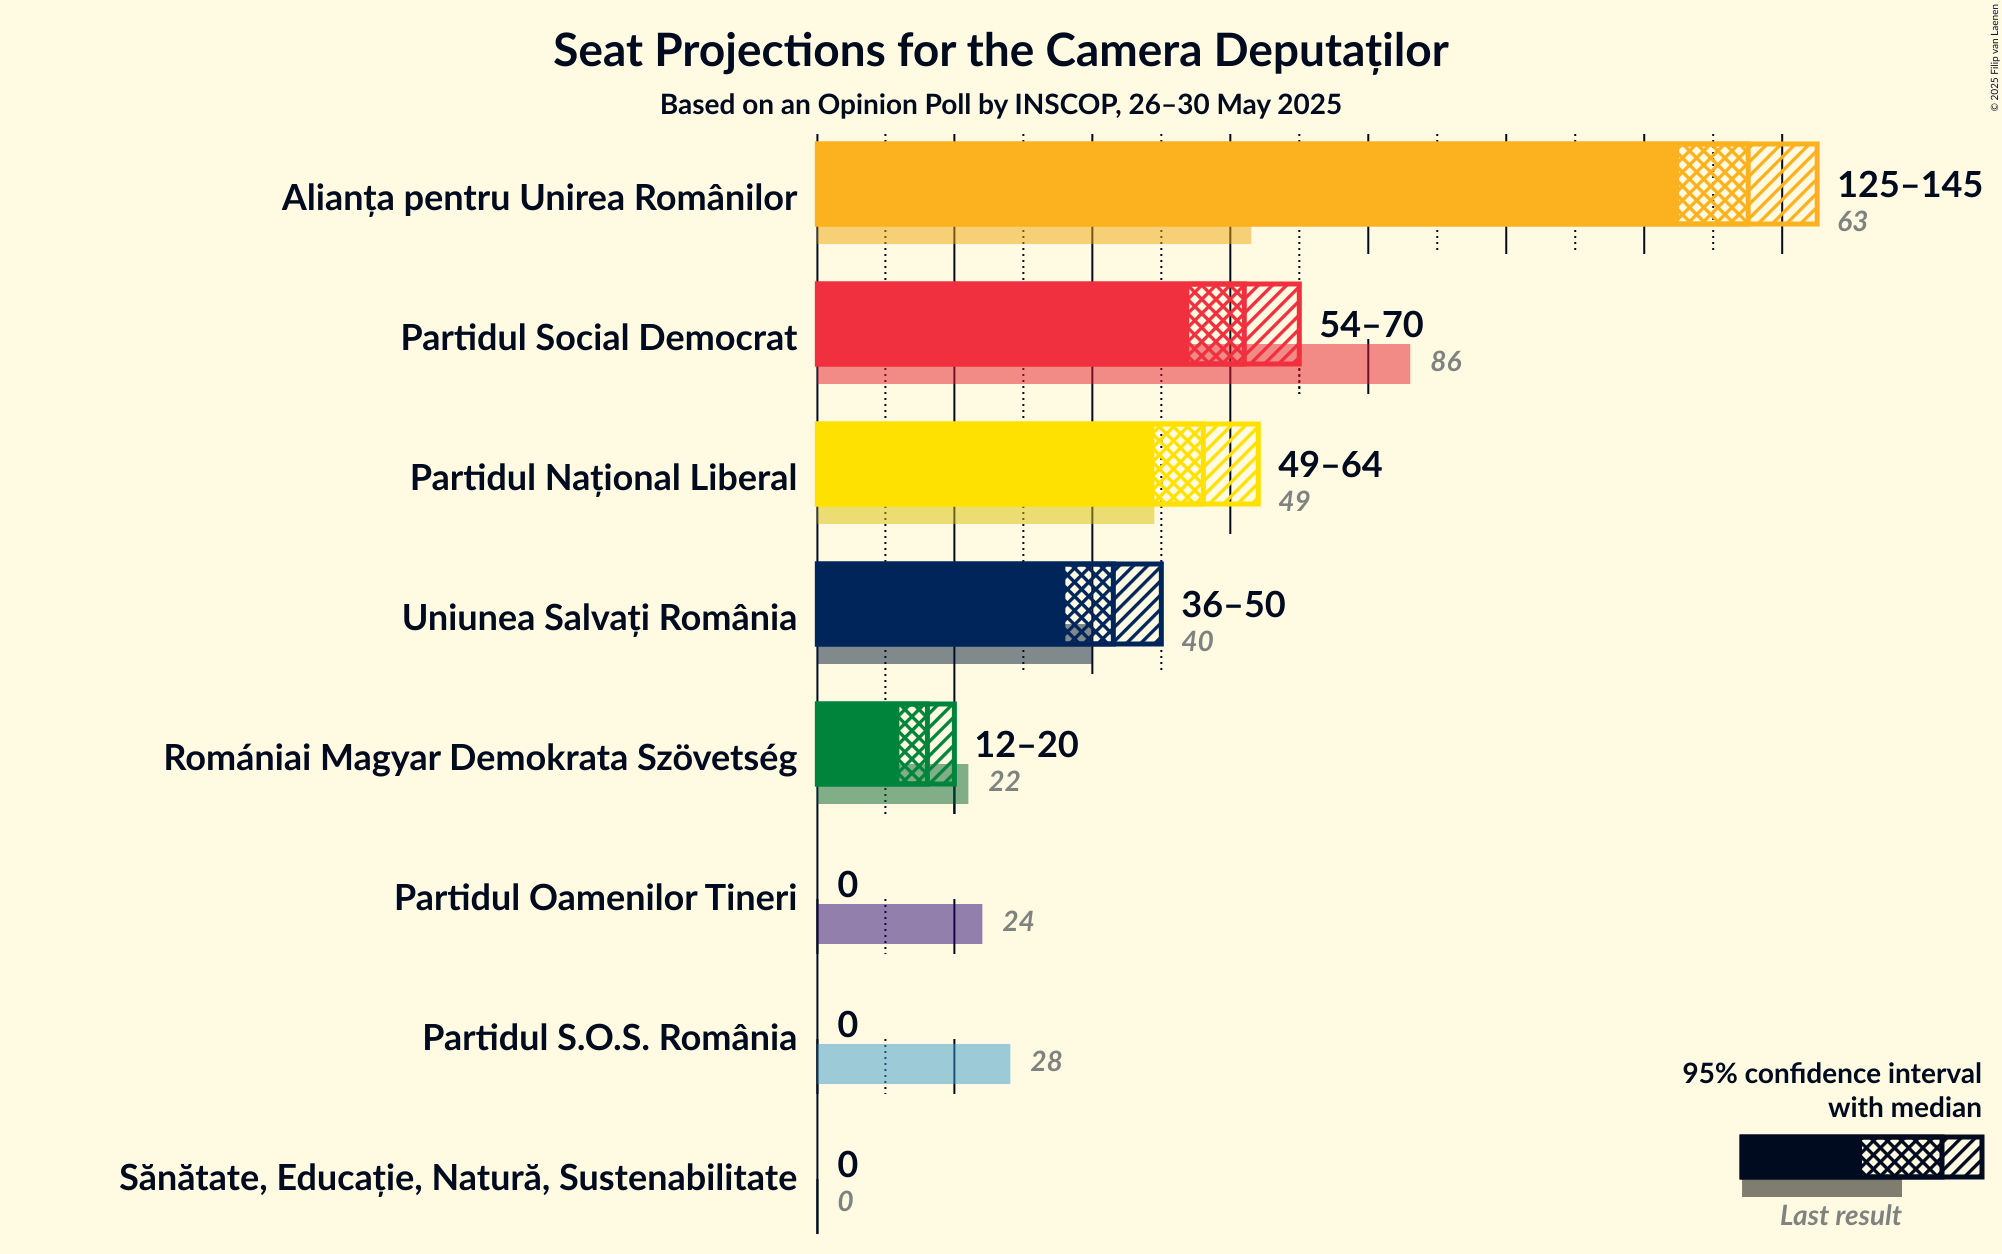 Seat Projections for the Camera Deputaților
Based on an Opinion Poll by INSCOP, 26–30 May 2025
© 2025 Filip van Laenen
Alianța pentru Unirea Românilor
125–145
63
Partidul Social Democrat
54–70
86
Partidul Național Liberal
49–64
49
Uniunea Salvați România
36–50
40
Romániai Magyar Demokrata Szövetség
12–20
22
Partidul Oamenilor Tineri
0
24
Partidul S.O.S. România
0
28
Sănătate, Educație, Natură, Sustenabilitate
0
0
95% confidence interval
with median
Last result